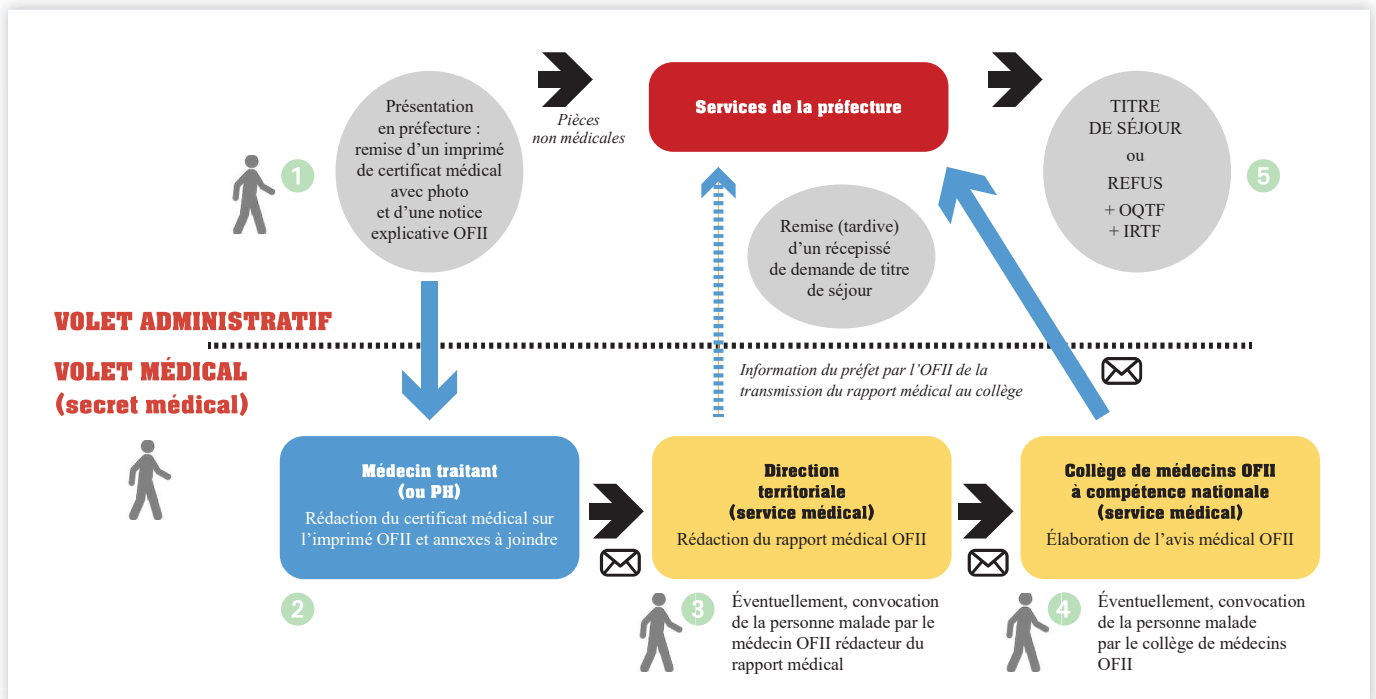 1
Présentation
en préfecture :
remise d'un imprimé
de certificat médical
avec photo
et d'une notice
explicative OFII
Pièces
non médicales
Services de la préfecture
Remise (tardive)
d'un récepissé
de demande de titre
de séjour
TITRE
DE SÉJOUR
ou
REFUS
+ OQTF
+ IRTF
5
VOLET ADMINISTRATIF
VOLET MÉDICAL
(secret médical)
Information du préfet par l'OFII de la
transmission du rapport médical au collège
Médecin traitant
(ou PH)
Rédaction du certificat médical sur
l'imprimé OFII et annexes à joindre
2
Direction
territoriale
(service médical)
Rédaction du rapport médical OFII
3
Éventuellement, convocation
de la personne malade par le
médecin OFII rédacteur du
rapport médical
Collège de médecins OFII
à compétence nationale
(service médical)
Élaboration de l'avis médical OFII
4
Éventuellement, convocation
de la personne malade
par le collège de médecins
OFII